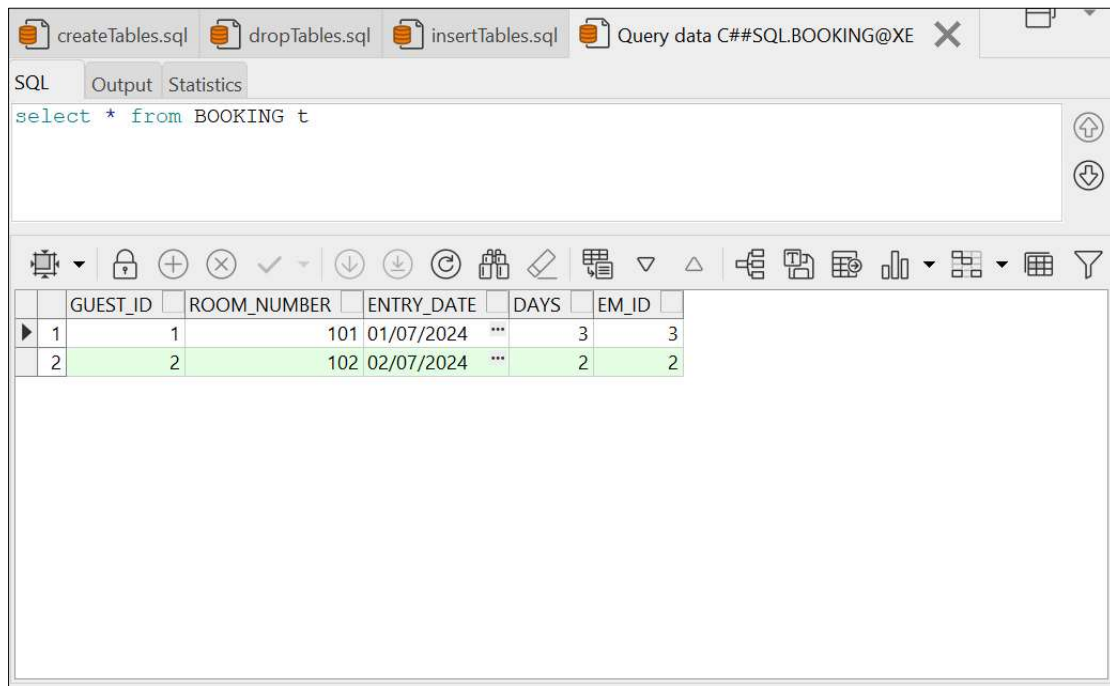 createTables.sql dropTables.sql insertTables.sql Query data C##SQL.BOOKING@XE
SQL Output Statistics
select * from BOOKING t
GUEST_ID ROOM_NUMBER ENTRY_DATE DAYS EM_ID
1 1 101 01/07/2024 ... 3 3
2 2 102 02/07/2024 ... 2 2